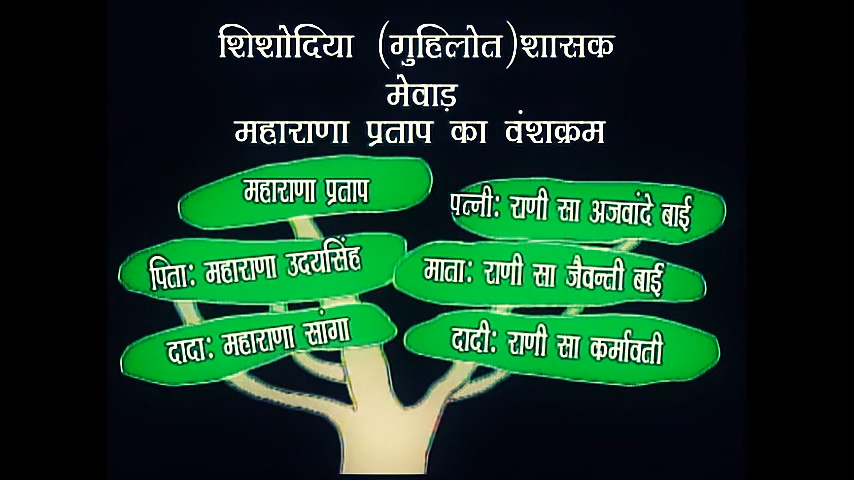 शिशोदिया (गुहिलोत)शासक
मेवाड़
महाराणा प्रताप का वंशक्रम
महाराणा प्रताप
पत्नी: राणी सा अजवांदे बाई
पिता: महाराणा उदयसिंह
माता: राणी सा जैवन्ती बाई
दादा: महाराणा सांगा
दादी: राणी सा कर्मावती